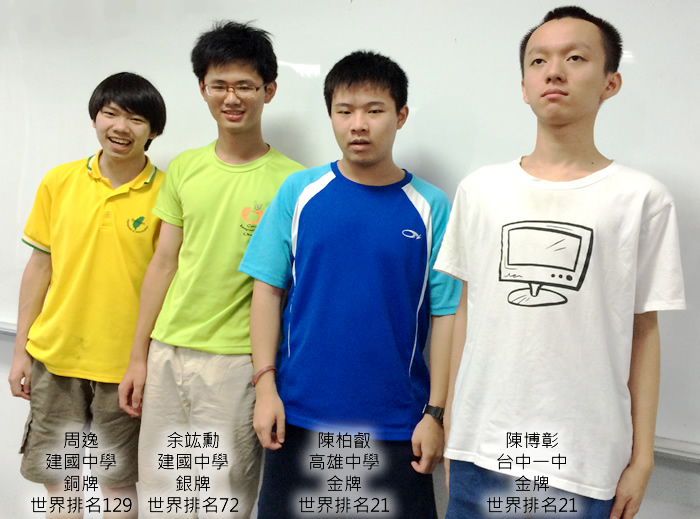 周逸
建國中學
銅牌
世界排名129
余竑勳
建國中學
銀牌
世界排名72
陳柏叡
高雄中學
金牌
世界排名21
陳博彰
台中一中
金牌
世界排名21